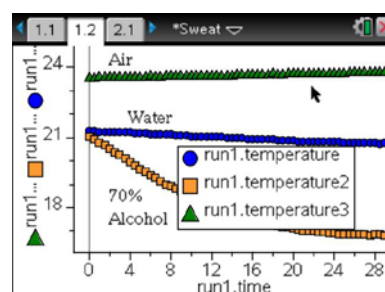 1.1 1.2 2.1 *Sweat
run1...
run1...
run1...
24
21
18
Air
Water
70%
Alcohol
run1.temperature
run1.temperature2
run1.temperature3
0 4 8 12 16 20 24 28
run1.time